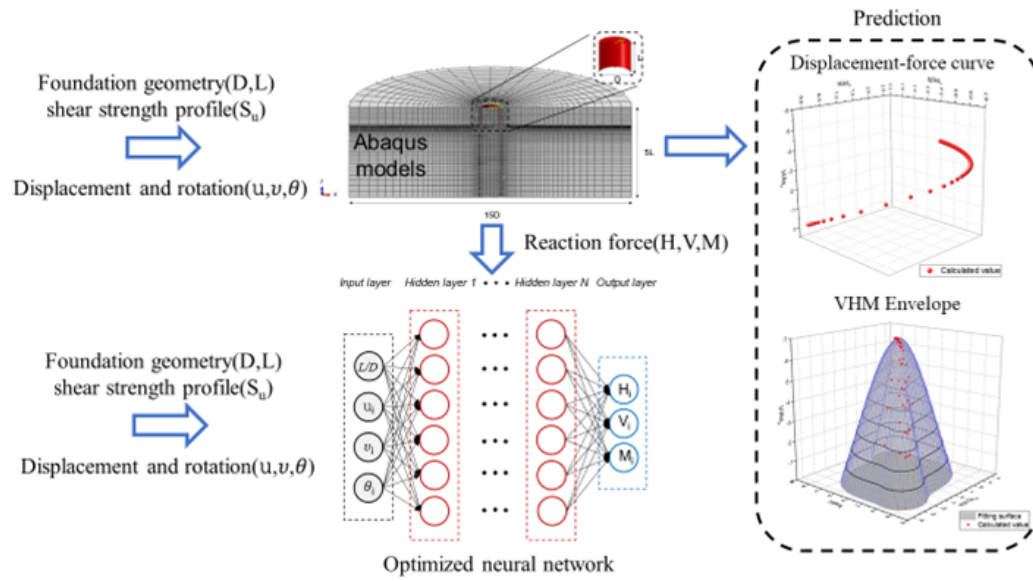 Prediction
Foundation geometry(D,L)
shear strength profile(Sᵤ)
Displacement and rotation(u,v,θ)
Abaqus
models
5L
15D
D
Displacement-force curve
Calculated value
Reaction force(H,V,M)
Input layer Hidden layer 1 • • • Hidden layer N Output layer
Foundation geometry(D,L)
shear strength profile(Sᵤ)
Displacement and rotation(u,v,θ)
L/D
uᵢ
vᵢ
θᵢ
Hᵢ
Vᵢ
Mᵢ
Optimized neural network
VHM Envelope
Fitting surface
Calculated value